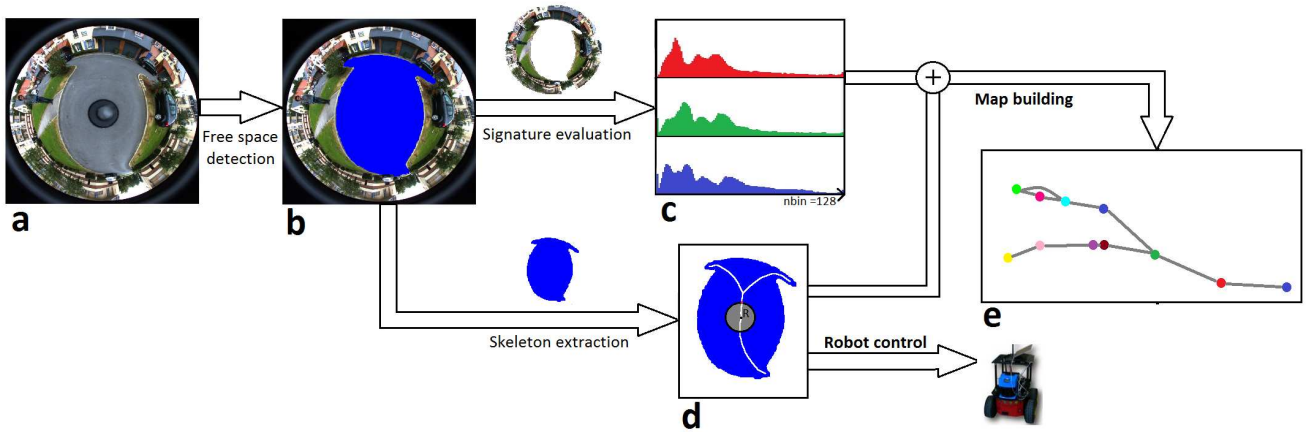 a
Free space
detection
b
Signature evaluation
c
nbin =128
+
Map building
Skeleton extraction
R
d
Robot control
e